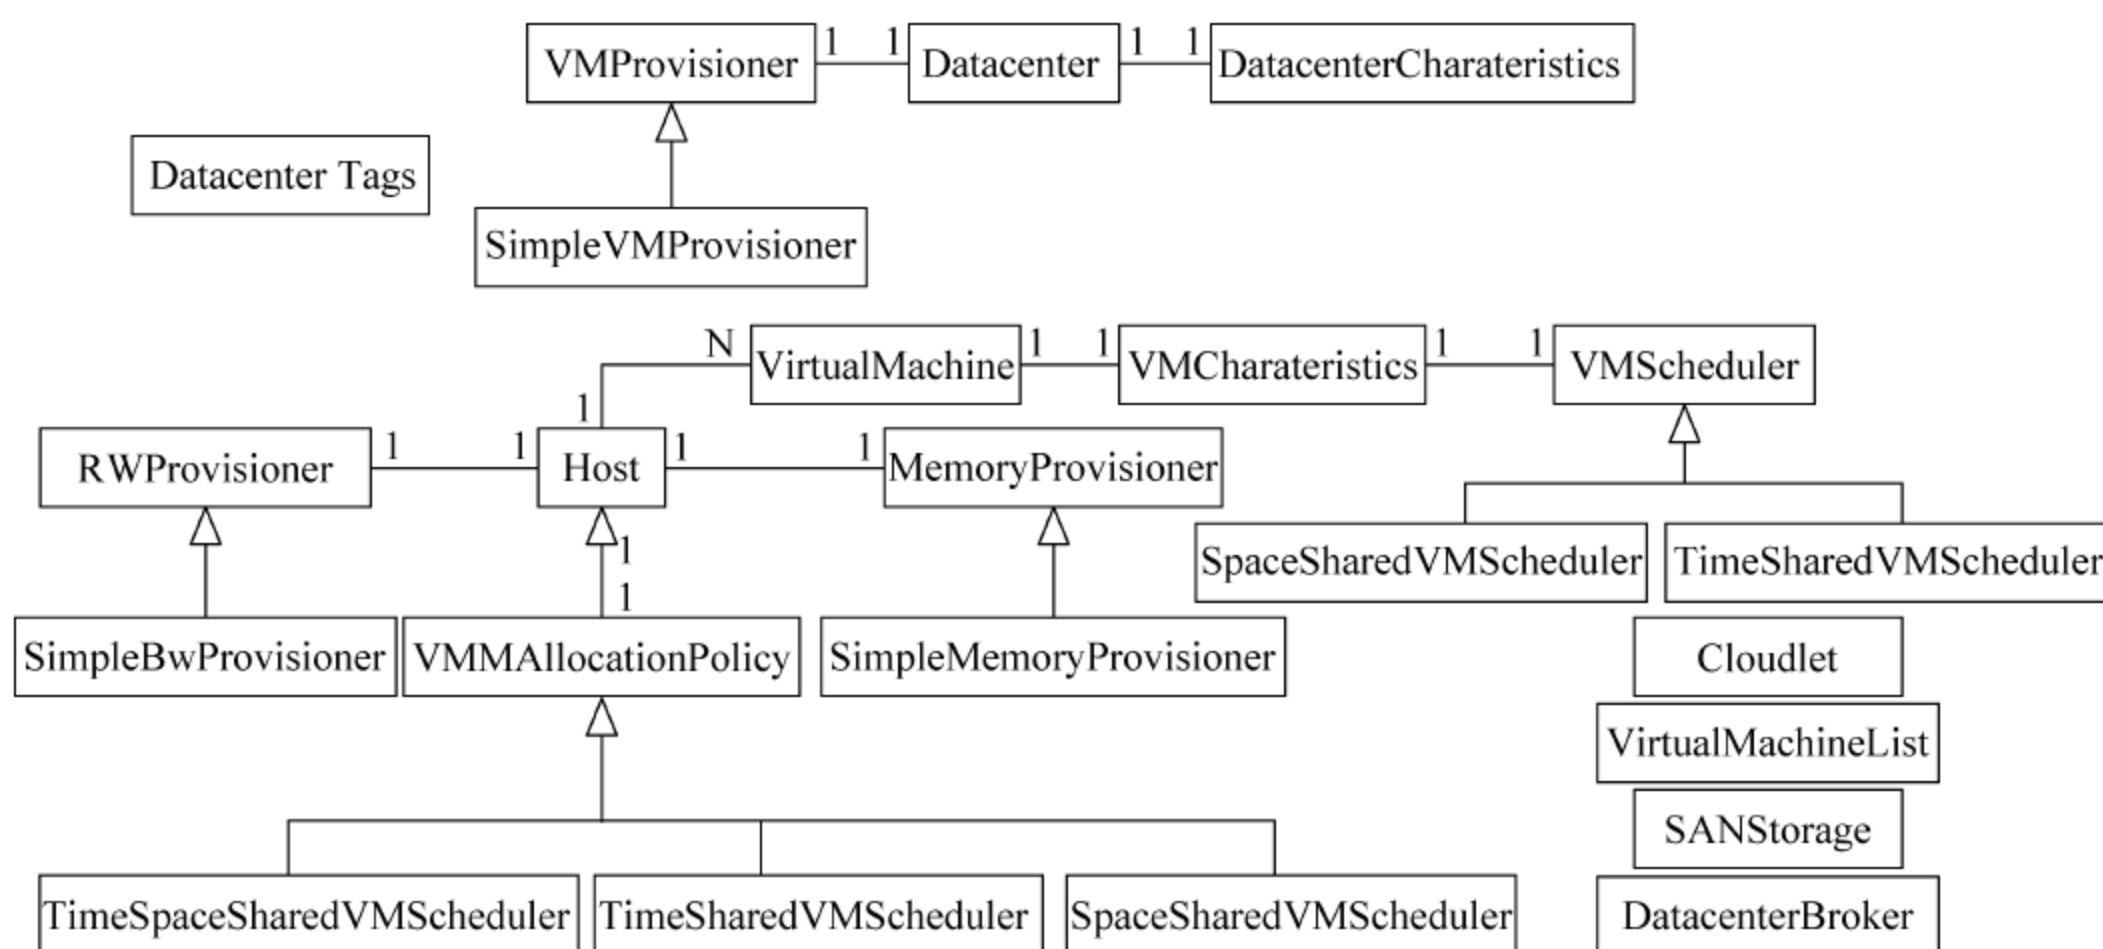 VMProvisioner 1 1 Datacenter 1 1 DatacenterCharateristics
Datacenter Tags
SimpleVMProvisioner
N VirtualMachine 1 1 VMCharateristics 1 1 VMScheduler
1
RWProvisioner 1 1 Host 1 1 MemoryProvisioner
1
SpaceSharedVMScheduler TimeSharedVMScheduler
1
SimpleBwProvisioner VMMAllocationPolicy SimpleMemoryProvisioner Cloudlet
VirtualMachineList
SANStorage
TimeSpaceSharedVMScheduler TimeSharedVMScheduler SpaceSharedVMScheduler DatacenterBroker